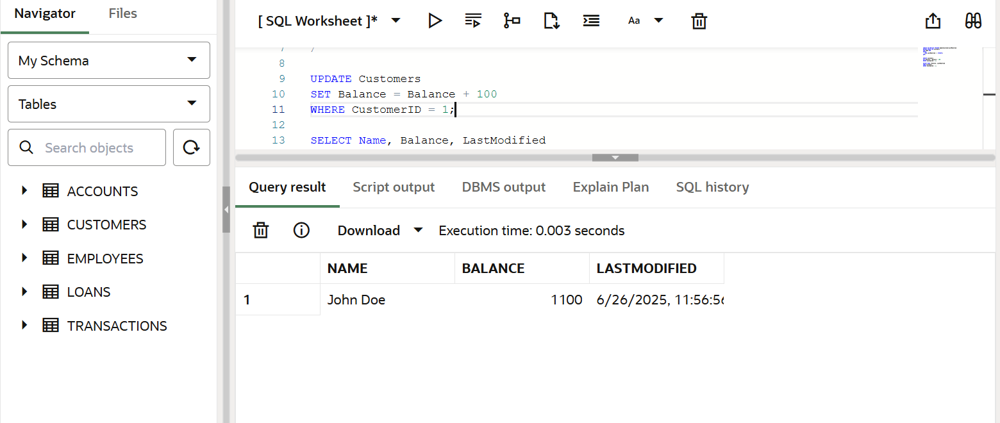 Navigator Files
My Schema
Tables
Search objects
ACCOUNTS
CUSTOMERS
EMPLOYEES
LOANS
TRANSACTIONS
[ SQL Worksheet ]* Aa
7 /
8
9 UPDATE Customers
10 SET Balance = Balance + 100
11 WHERE CustomerID = 1;
12
13 SELECT Name, Balance, LastModified
Query result Script output DBMS output Explain Plan SQL history
Download Execution time: 0.003 seconds
NAME BALANCE LASTMODIFIED
1 John Doe 1100 6/26/2025, 11:56:56